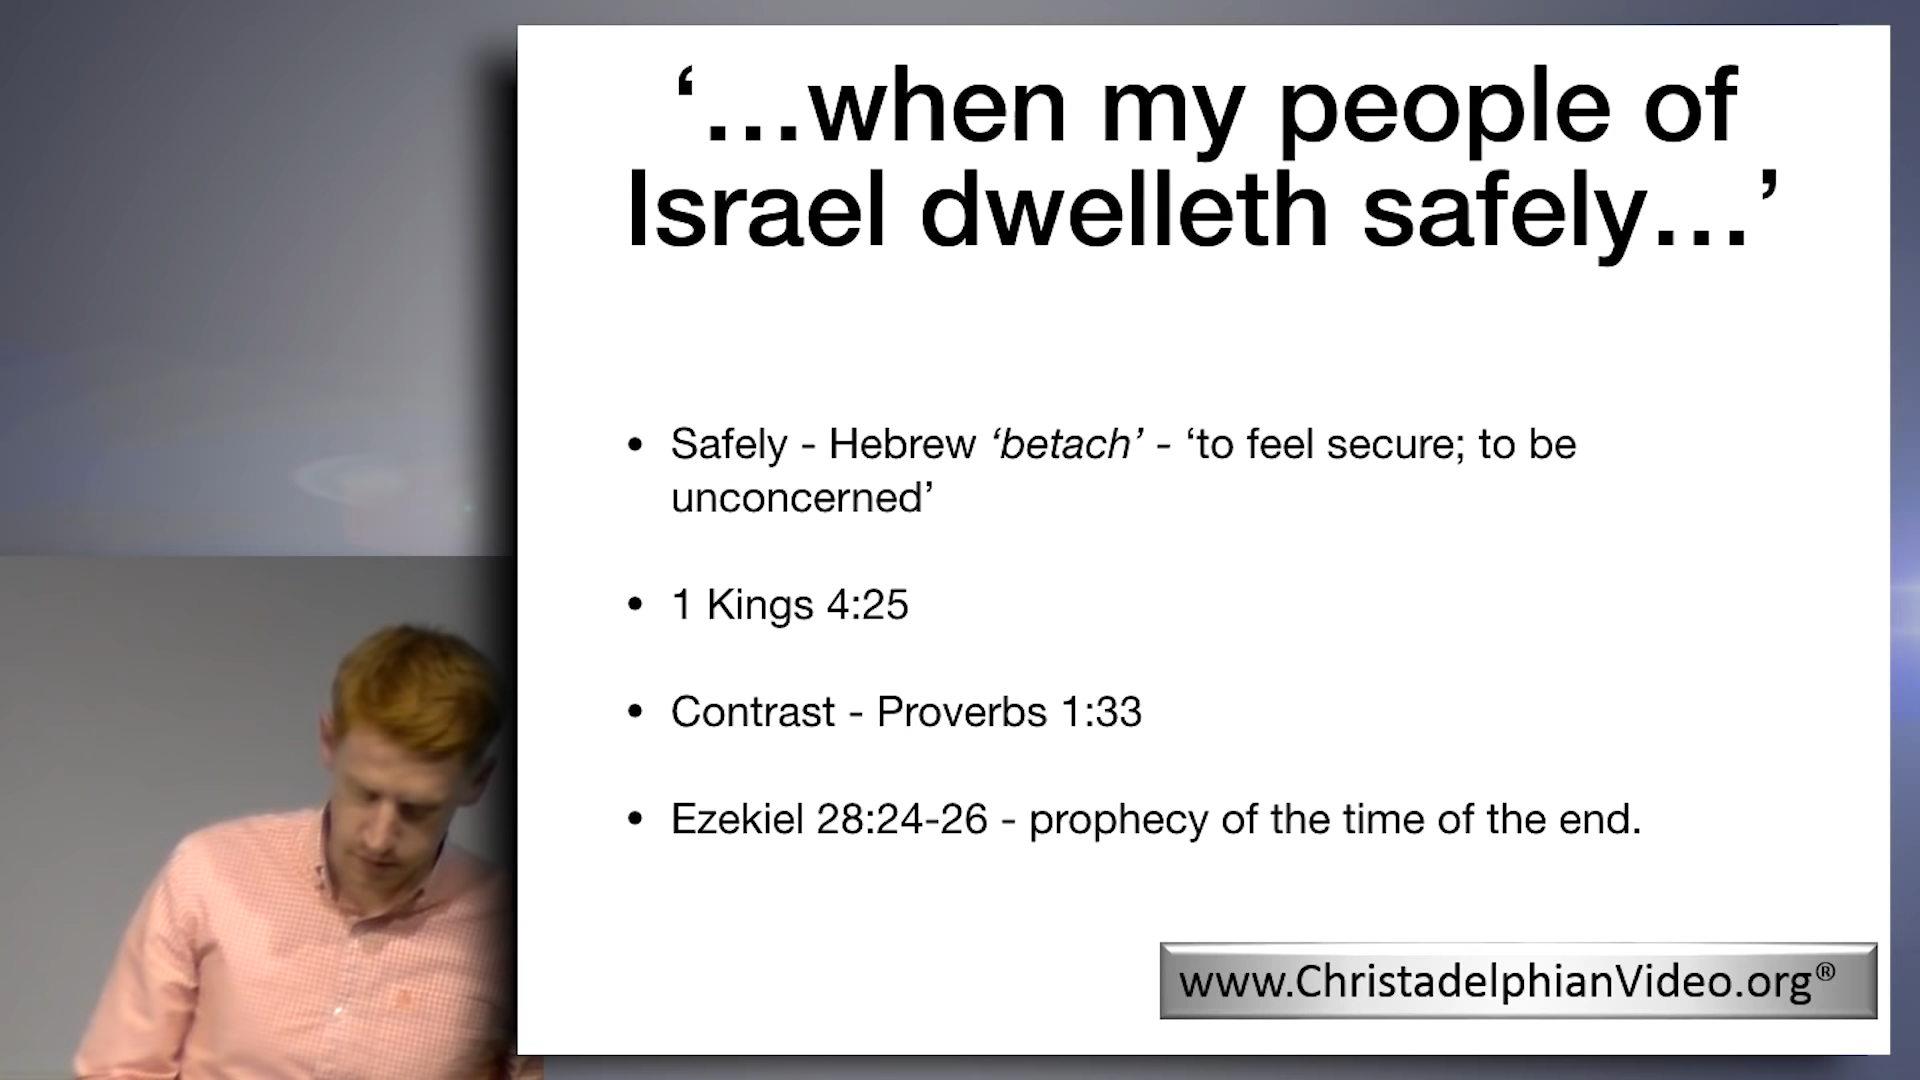 ‘…when my people of
Israel dwelleth safely…’
• Safely - Hebrew ‘betach’ - ‘to feel secure; to be
unconcerned’
• 1 Kings 4:25
• Contrast - Proverbs 1:33
• Ezekiel 28:24-26 - prophecy of the time of the end.
www.ChristadelphianVideo.org®